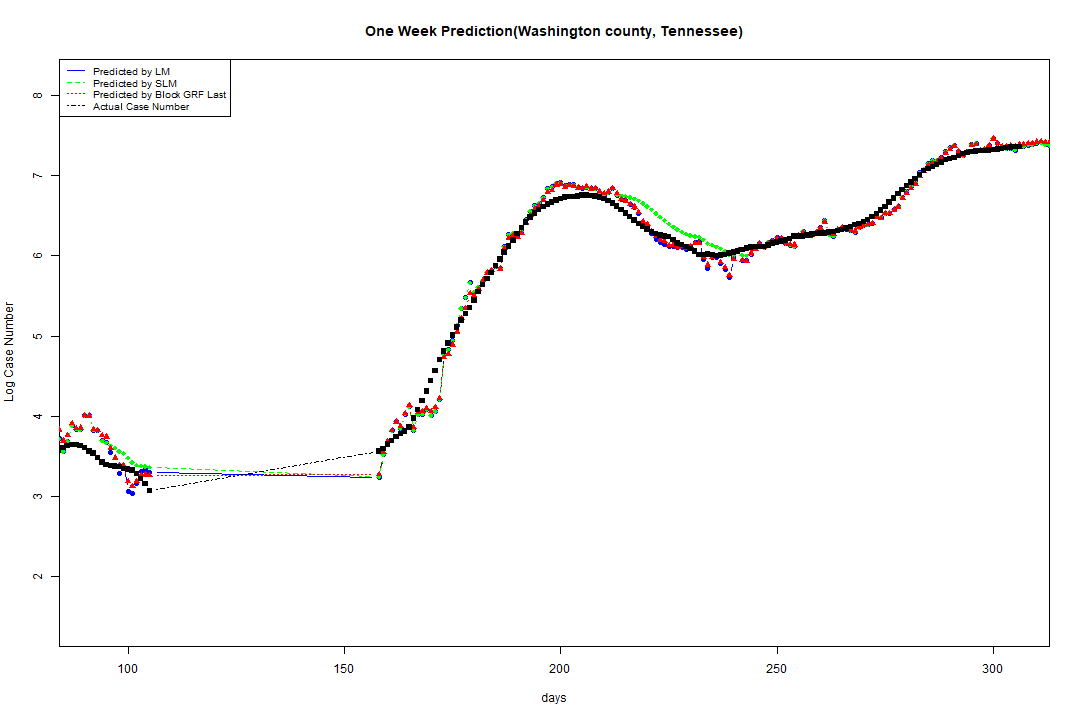 One Week Prediction(Washington county, Tennessee)
Predicted by LM
Predicted by SLM
Predicted by Block GRF Last
Actual Case Number
8
7
6
5
4
3
2
Log Case Number
100 150 200 250 300
days